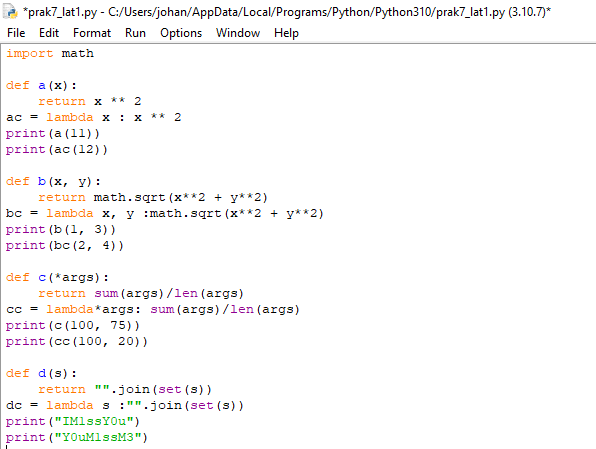 *prak7_lat1.py - C:/Users/johan/AppData/Local/Programs/Python/Python310/prak7_lat1.py (3.10.7)*
File Edit Format Run Options Window Help
import math
def a(x):
    return x ** 2
ac = lambda x : x ** 2
print(a(11))
print(ac(12))
def b(x, y):
    return math.sqrt(x**2 + y**2)
bc = lambda x, y :math.sqrt(x**2 + y**2)
print(b(1, 3))
print(bc(2, 4))
def c(*args):
    return sum(args)/len(args)
cc = lambda*args: sum(args)/len(args)
print(c(100, 75))
print(cc(100, 20))
def d(s):
    return "".join(set(s))
dc = lambda s :"".join(set(s))
print("IM1ssY0u")
print("Y0uM1ssM3")